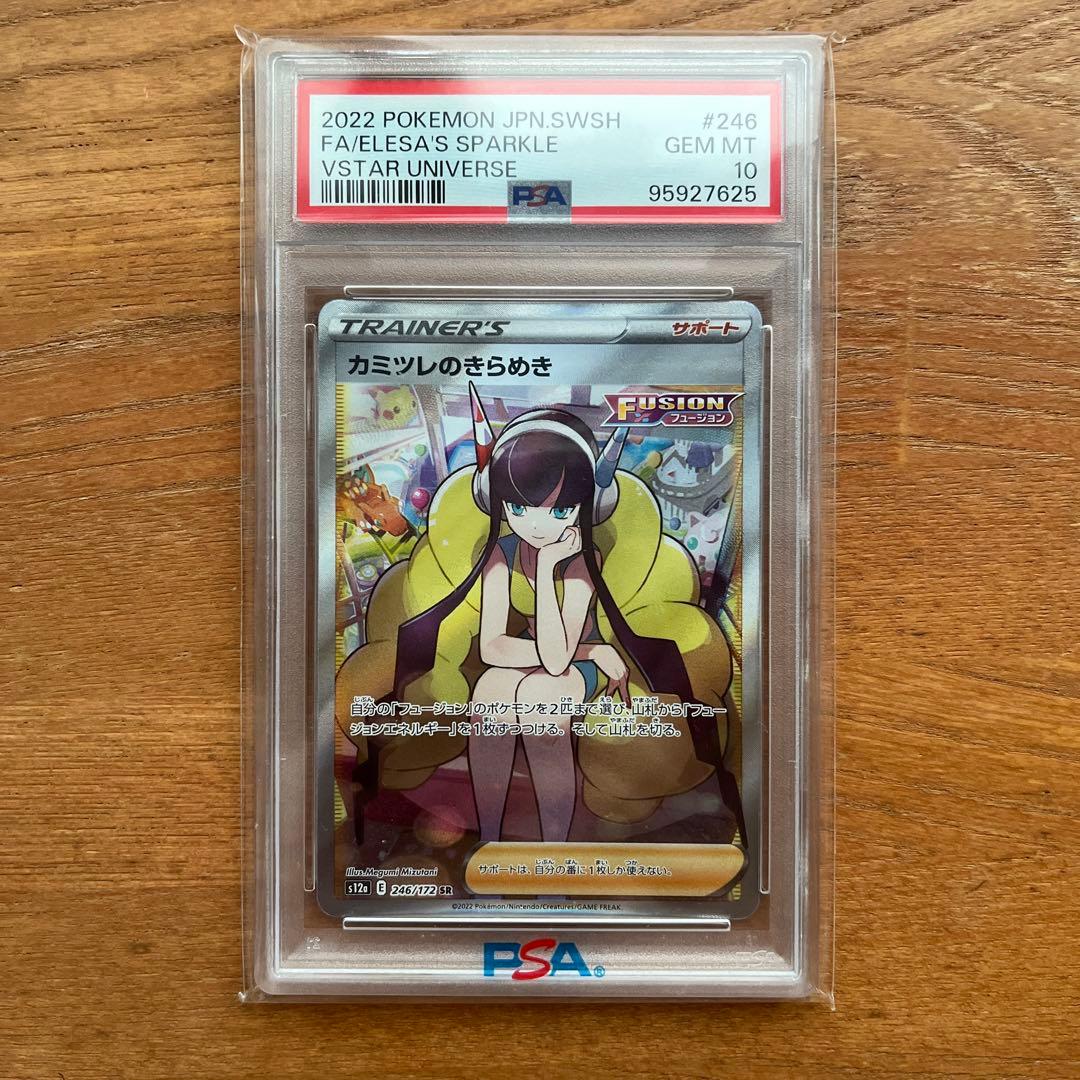 2022 POKEMON JPN.SWSH #246
FA/ELESA'S SPARKLE GEM MT
VSTAR UNIVERSE 10
PSA 95927625
TRAINER'S サポート
カミツレのきらめき
FUSION
フュージョン
自分の「フュージョン」のポケモンを2匹まで選び、山札から「フュー
ジョンエネルギー」を1枚ずつつける。そして山札を切る。
サポートは、自分の番に1枚しか使えない。
Illus.Megumi Mizutani
s12a E 246/172 SR
©2022 Pokémon/Nintendo/Creatures/GAME FREAK.
PSA®